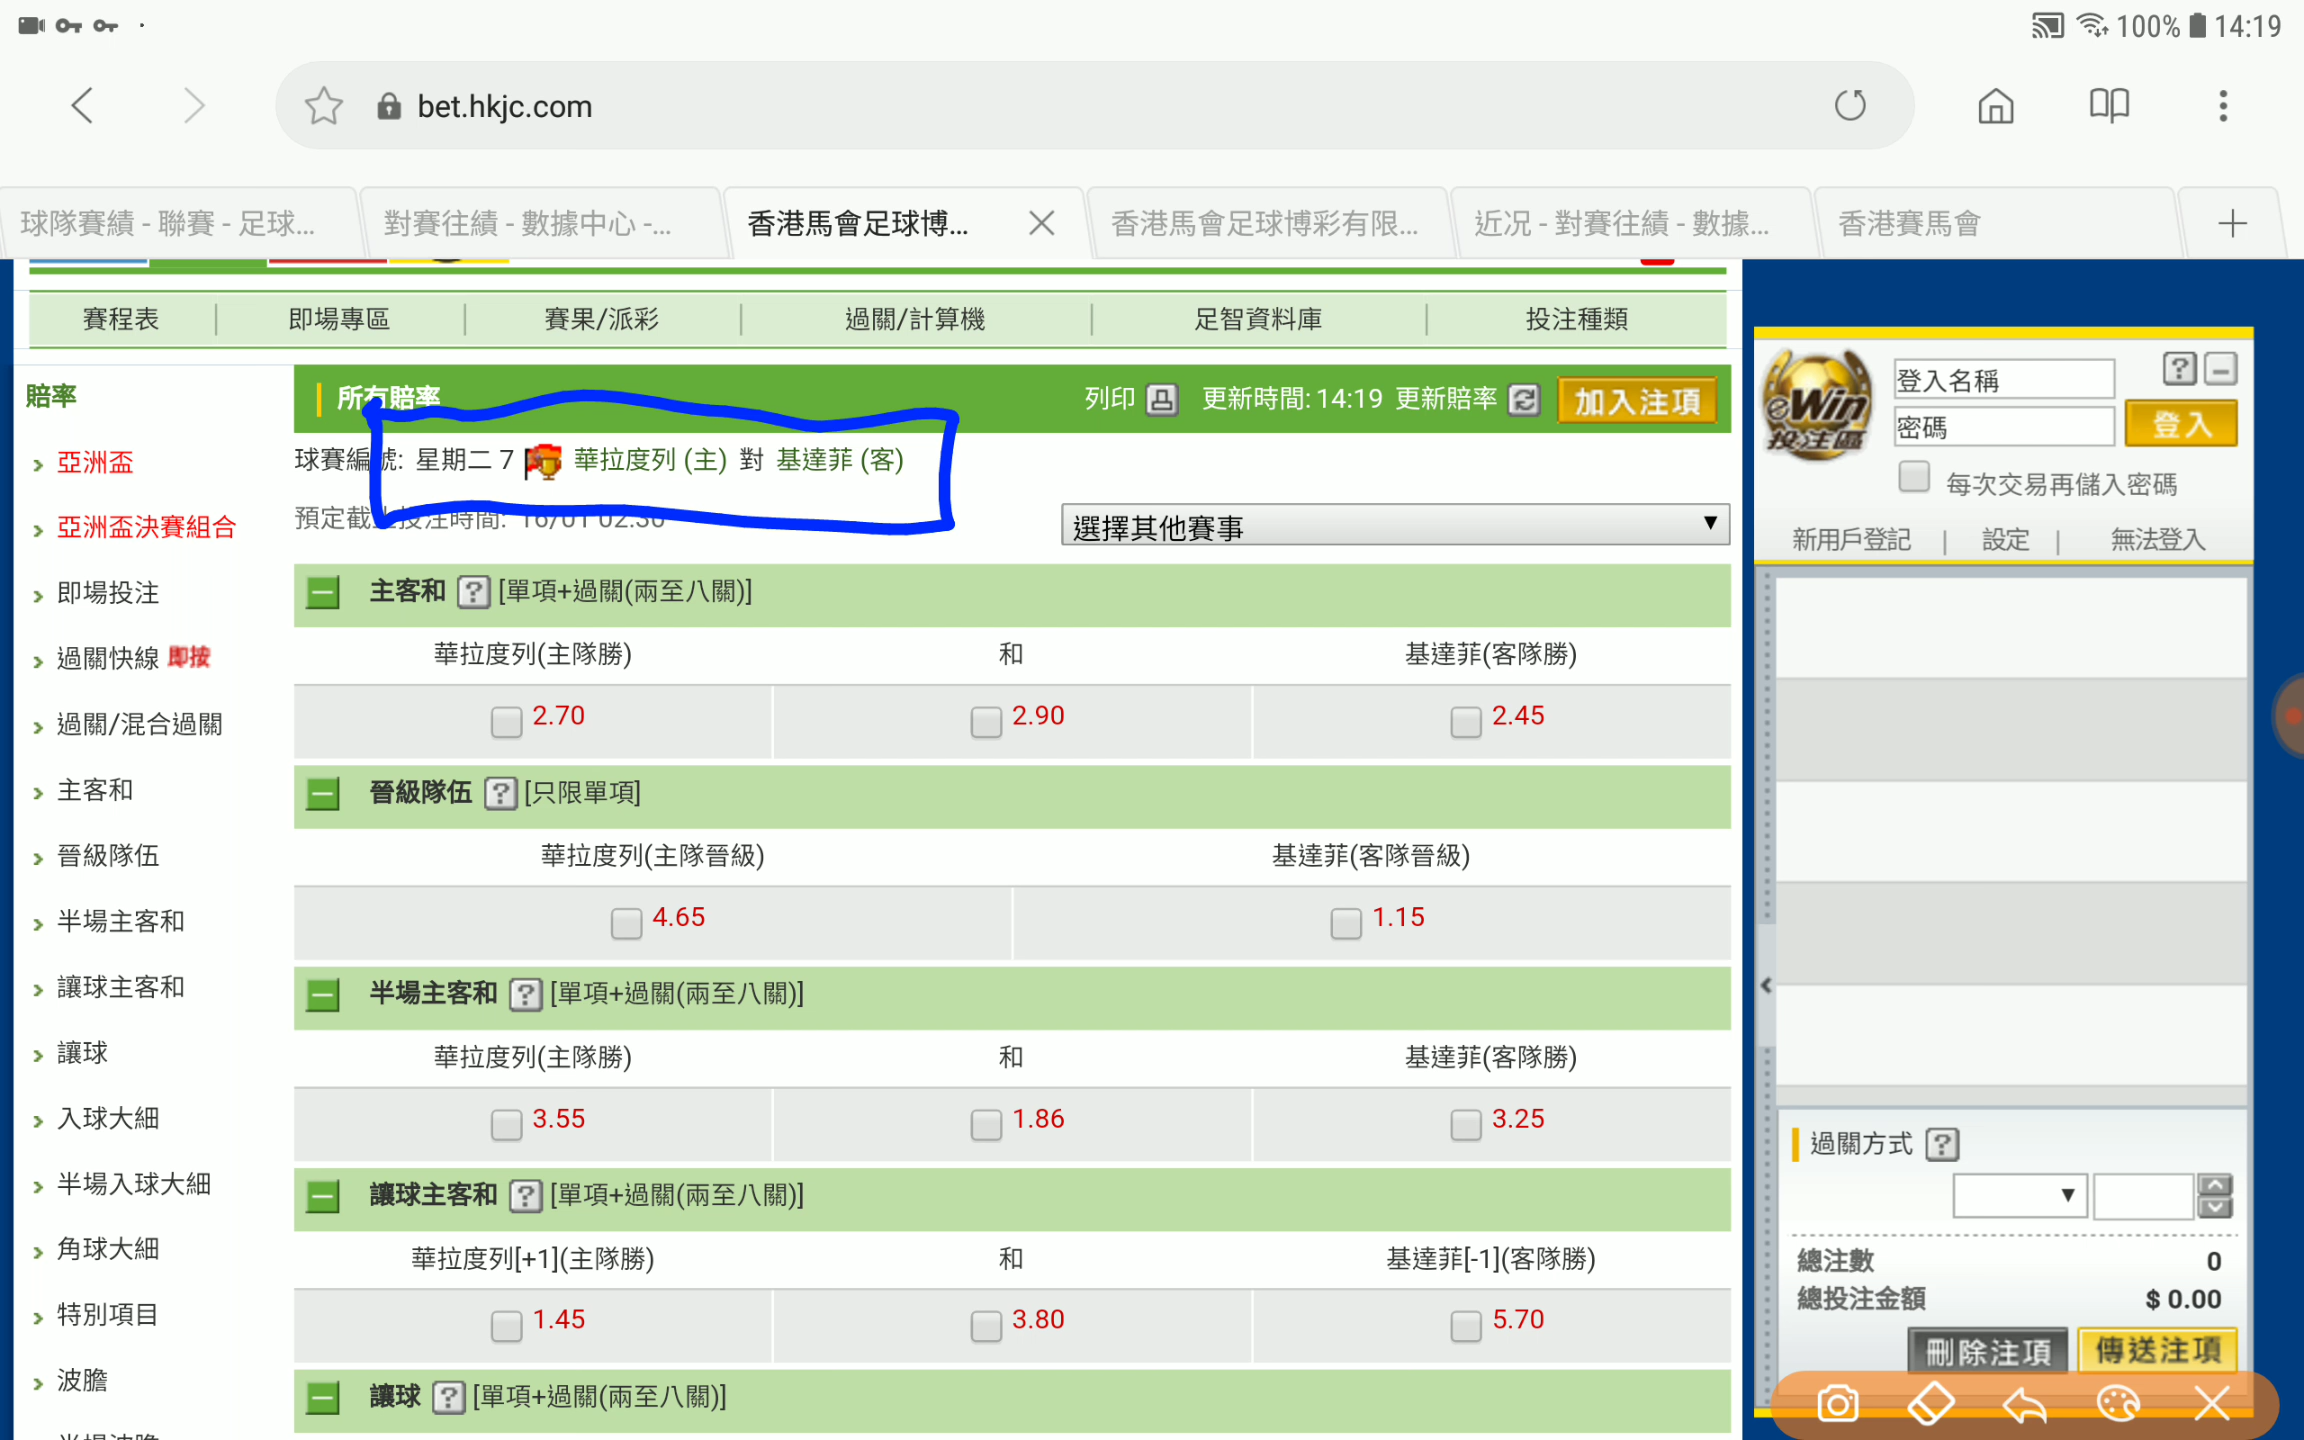 100% 14:19
bet.hkjc.com
球隊賽績 - 聯賽 - 足球...
對賽往績 - 數據中心 -...
香港馬會足球博...
香港馬會足球博彩有限...
近況 - 對賽往績 - 數據...
香港賽馬會
賽程表 | 即場專區 | 賽果/派彩 | 過關/計算機 | 足智資料庫 | 投注種類
賠率
亞洲盃
亞洲盃決賽組合
即場投注
過關快線 即按
過關/混合過關
主客和
晉級隊伍
半場主客和
讓球主客和
讓球
入球大細
半場入球大細
角球大細
特別項目
波膽
所有賠率
列印 更新時間: 14:19 更新賠率 加入注項
球賽編號: 星期二 7 華拉度列 (主) 對 基達菲 (客)
預定截止投注時間: 16/01 02:30
選擇其他賽事
主客和 ? [單項+過關(兩至八關)]
華拉度列(主隊勝) 和 基達菲(客隊勝)
2.70 2.90 2.45
晉級隊伍 ? [只限單項]
華拉度列(主隊晉級) 基達菲(客隊晉級)
4.65 1.15
半場主客和 ? [單項+過關(兩至八關)]
華拉度列(主隊勝) 和 基達菲(客隊勝)
3.55 1.86 3.25
讓球主客和 ? [單項+過關(兩至八關)]
華拉度列[+1](主隊勝) 和 基達菲[-1](客隊勝)
1.45 3.80 5.70
讓球 ? [單項+過關(兩至八關)]
eWin
投注區
登入名稱
密碼
登入
每次交易再儲入密碼
新用戶登記 | 設定 | 無法登入
過關方式 ?
總注數 0
總投注金額 $ 0.00
刪除注項 傳送注項